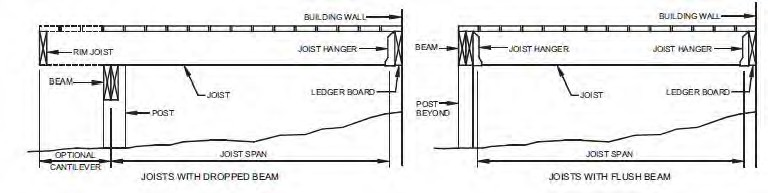 BUILDING WALL
RIM JOIST
JOIST HANGER
BEAM
JOIST
LEDGER BOARD
POST
OPTIONAL
CANTILEVER
JOIST SPAN
JOISTS WITH DROPPED BEAM
BUILDING WALL
BEAM
JOIST HANGER
JOIST HANGER
JOIST
LEDGER BOARD
POST
BEYOND
JOIST SPAN
JOISTS WITH FLUSH BEAM